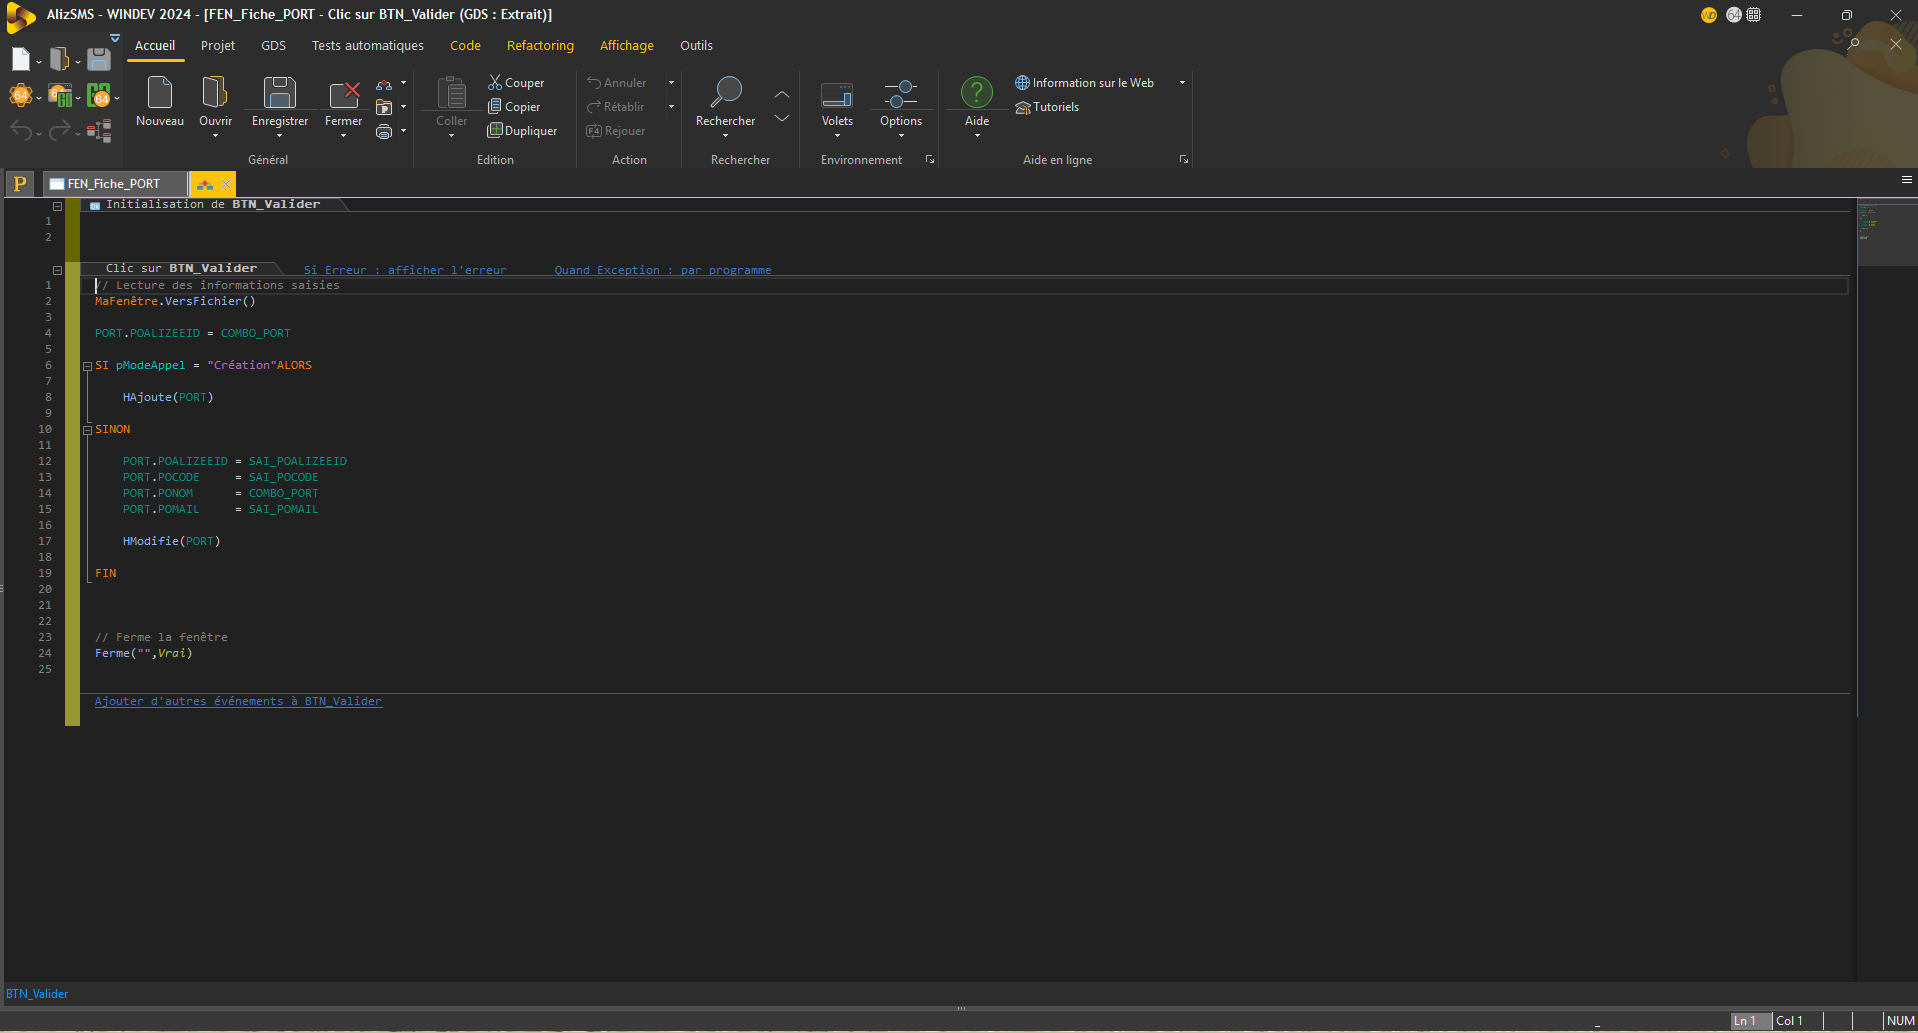 AlizSMS - WINDEV 2024 - [FEN_Fiche_PORT - Clic sur BTN_Valider (GDS : Extrait)]
WD 64
Accueil Projet GDS Tests automatiques Code Refactoring Affichage Outils
Nouveau Ouvrir Enregistrer Fermer
Général
Coller Couper
Copier
Dupliquer
Edition
Annuler
Rétablir
F4 Rejouer
Action
Rechercher
Rechercher
Volets Options
Environnement
Aide Information sur le Web
Tutoriels
Aide en ligne
64 GO 64
P FEN_Fiche_PORT
Initialisation de BTN_Valider
1
2
Clic sur BTN_Valider Si Erreur : afficher l'erreur Quand Exception : par programme
1 // Lecture des informations saisies
2 MaFenêtre.VersFichier()
3
4 PORT.POALIZEEID = COMBO_PORT
5
6 SI pModeAppel = "Création"ALORS
7
8 HAjoute(PORT)
9
10 SINON
11
12 PORT.POALIZEEID = SAI_POALIZEEID
13 PORT.POCODE = SAI_POCODE
14 PORT.PONOM = COMBO_PORT
15 PORT.POMAIL = SAI_POMAIL
16
17 HModifie(PORT)
18
19 FIN
20
21
22
23 // Ferme la fenêtre
24 Ferme("",Vrai)
25
Ajouter d'autres événements à BTN_Valider
BTN_Valider
Ln 1 Col 1 NUM